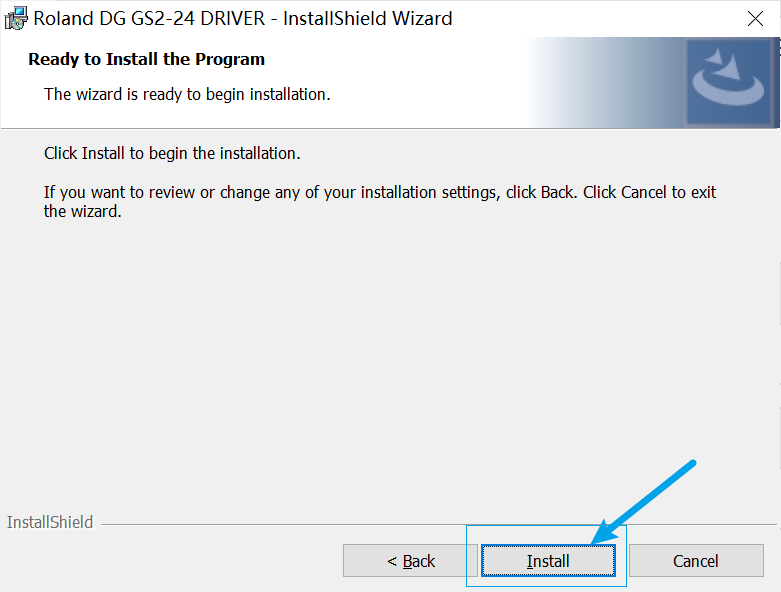 Roland DG GS2-24 DRIVER - InstallShield Wizard
Ready to Install the Program
The wizard is ready to begin installation.
Click Install to begin the installation.
If you want to review or change any of your installation settings, click Back. Click Cancel to exit
the wizard.
InstallShield
< Back
Install
Cancel